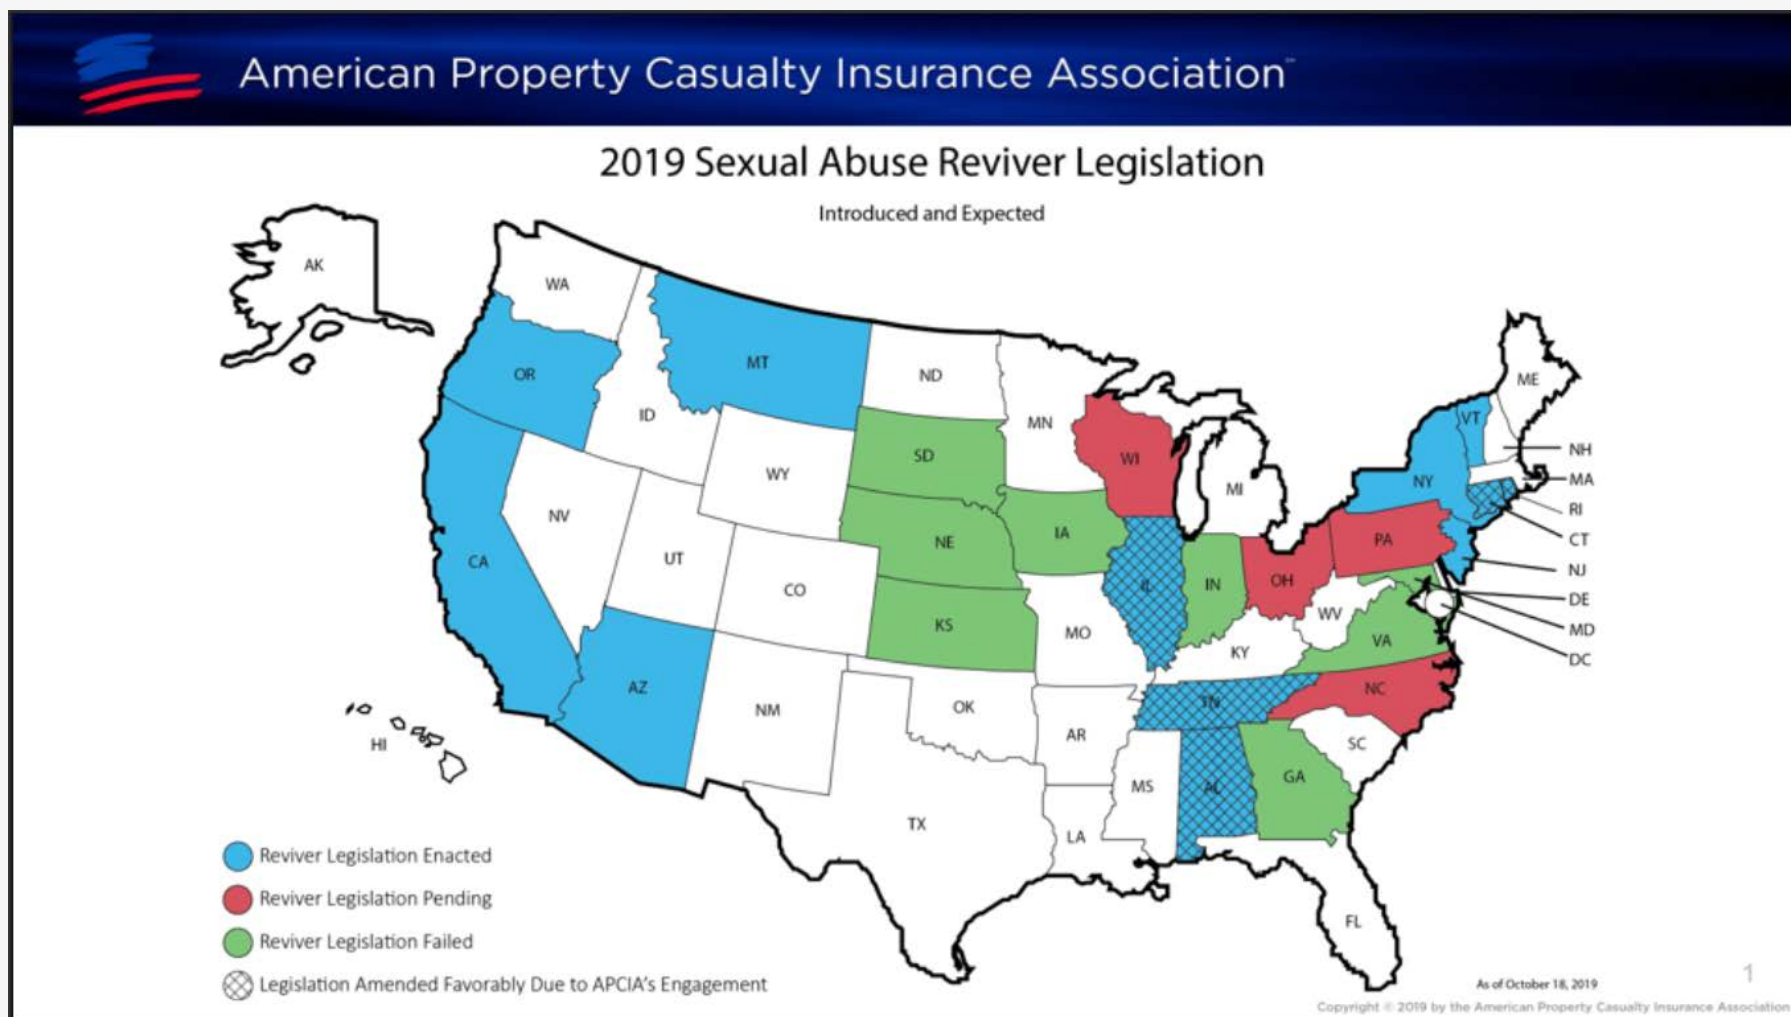 American Property Casualty Insurance Association
2019 Sexual Abuse Reviver Legislation
Introduced and Expected
AK
WA
MT
ND
OR
ID
MN
ME
VT
SD
WI
WY
NH
MA
NY
MI
RI
NV
IA
NE
PA
CT
UT
CA
CO
IL
IN
OH
NJ
DE
WV
MD
KS
MO
VA
KY
DC
AZ
NM
OK
TN
NC
AR
SC
HI
MS
AL
GA
TX
LA
FL
Reviver Legislation Enacted
Reviver Legislation Pending
Reviver Legislation Failed
Legislation Amended Favorably Due to APCIA's Engagement
As of October 18, 2019
1
Copyright © 2019 by the American Property Casualty Insurance Association